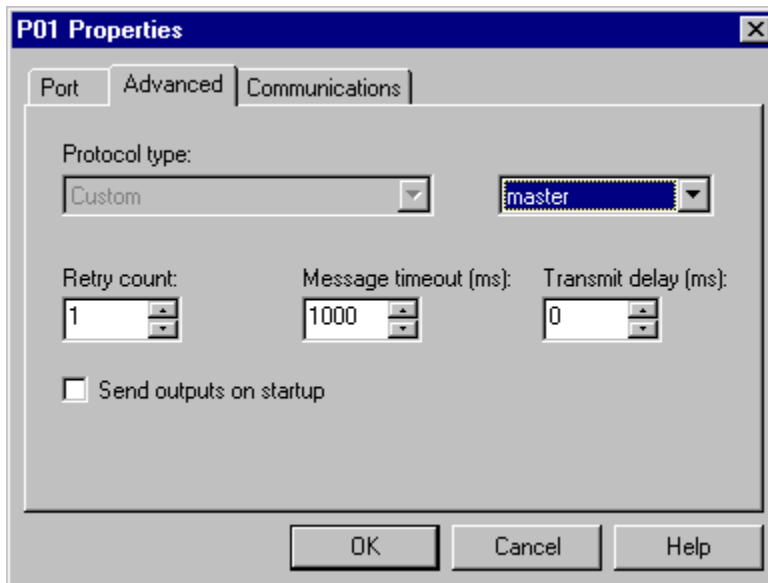 P01 Properties
Port Advanced Communications
Protocol type:
Custom master
Retry count: Message timeout (ms): Transmit delay (ms):
1 1000 0
Send outputs on startup
OK Cancel Help